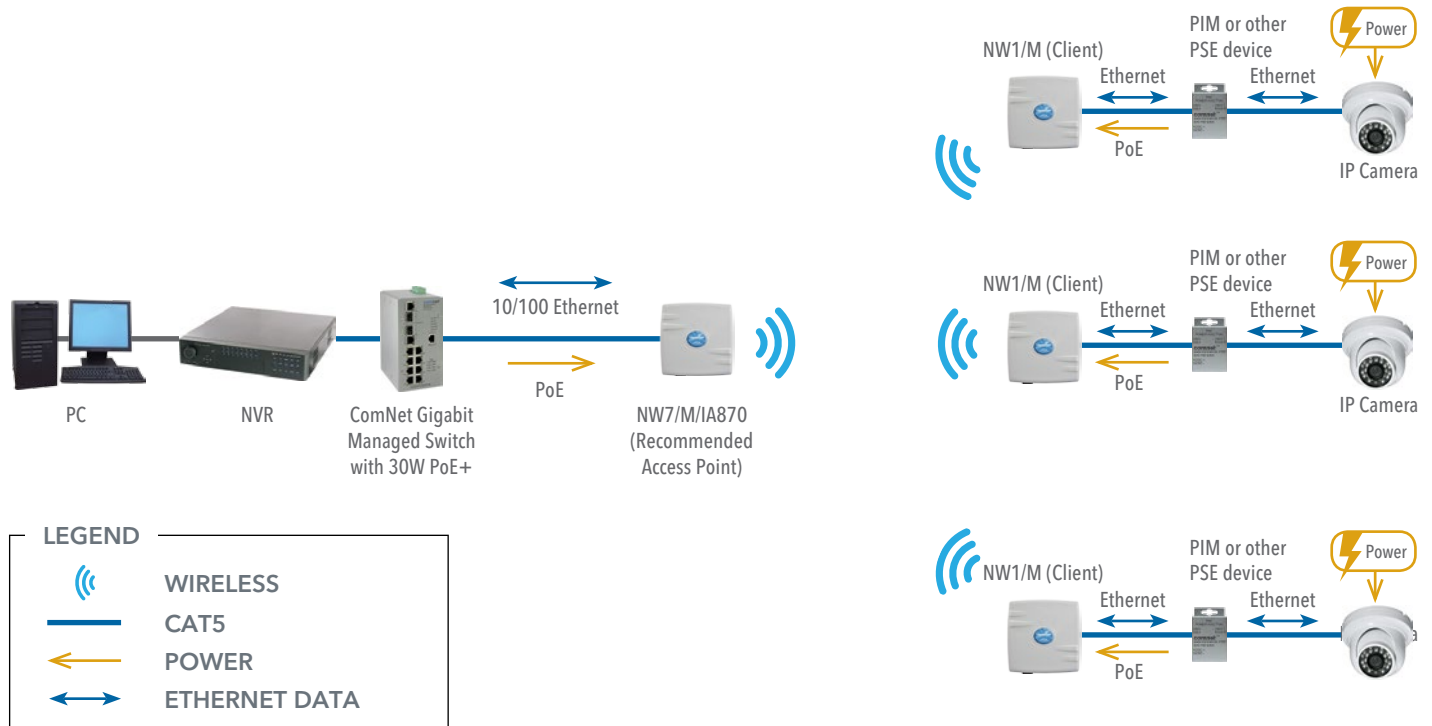 PIM or other
PSE device
Power
NW1/M (Client)
Ethernet
Ethernet
PoE
IP Camera
PIM or other
PSE device
Power
NW1/M (Client)
Ethernet
Ethernet
PoE
IP Camera
10/100 Ethernet
PoE
PC
NVR
ComNet Gigabit
Managed Switch
with 30W PoE+
NW7/M/IA870
(Recommended
Access Point)
PIM or other
PSE device
Power
NW1/M (Client)
Ethernet
Ethernet
PoE
LEGEND
WIRELESS
CAT5
POWER
ETHERNET DATA